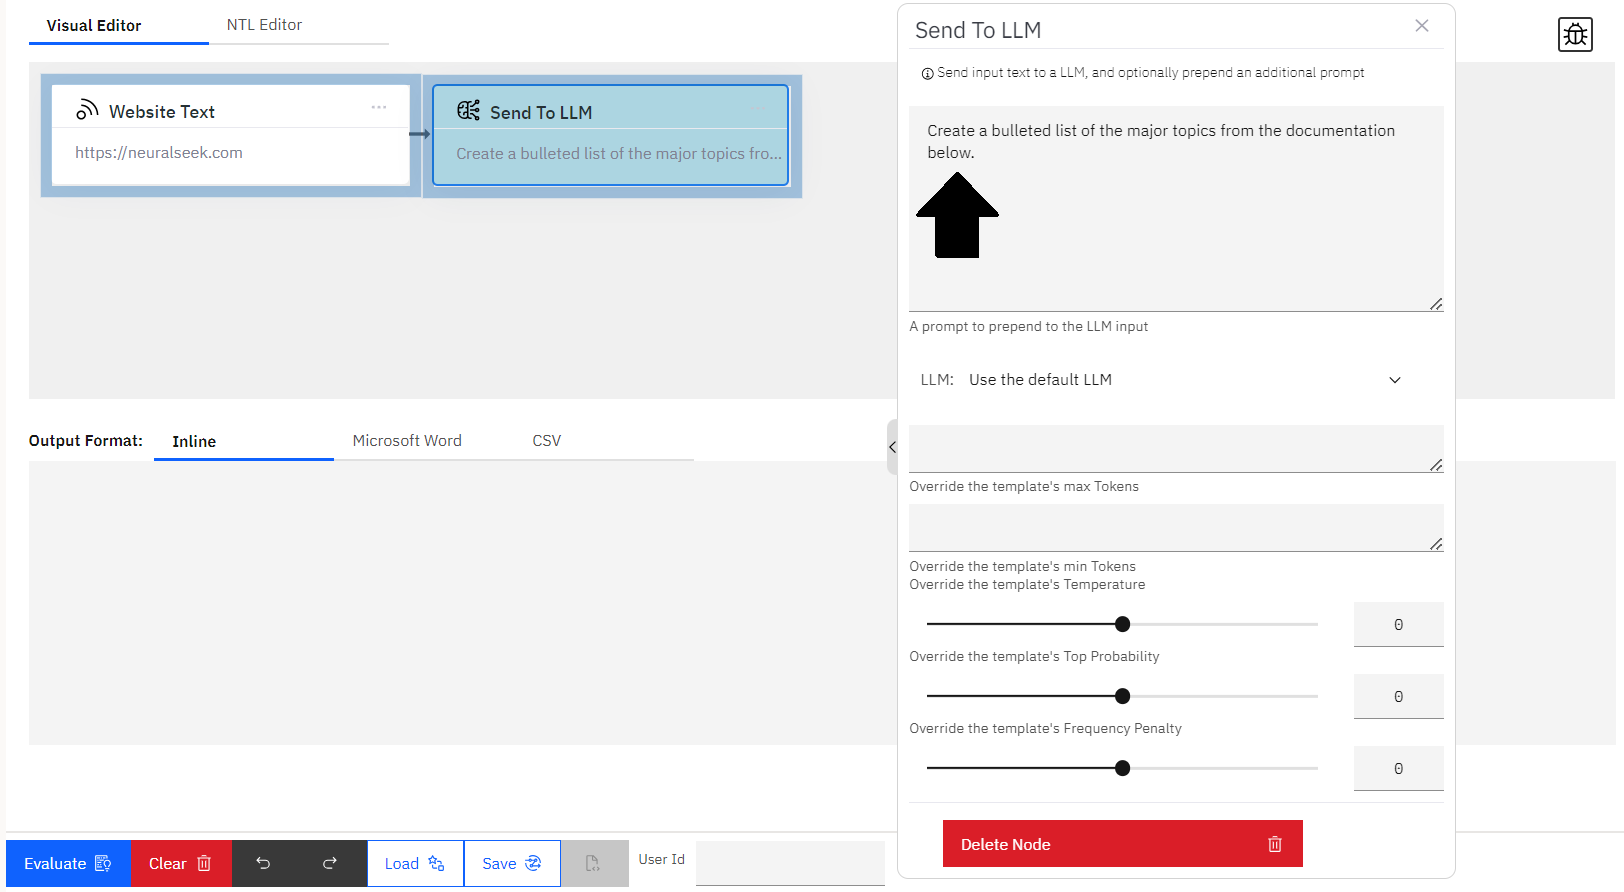 Visual Editor
NTL Editor
Website Text
https://neuralseek.com
Send To LLM
Create a bulleted list of the major topics fro...
Output Format:
Inline
Microsoft Word
CSV
Send To LLM
Send input text to a LLM, and optionally prepend an additional prompt
Create a bulleted list of the major topics from the documentation
below.
A prompt to prepend to the LLM input
LLM: Use the default LLM
Override the template's max Tokens
Override the template's min Tokens
Override the template's Temperature
0
Override the template's Top Probability
0
Override the template's Frequency Penalty
0
Delete Node
Evaluate
Clear
Load
Save
User Id